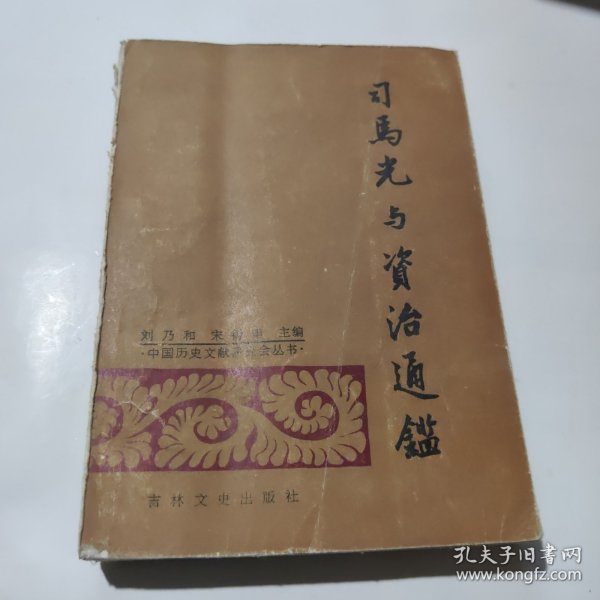 司馬光与資治通鑑
刘乃和 宋 主编
·中国历史文献 会丛书·
吉林文史出版社
孔夫子旧书网
www.kongfz.com